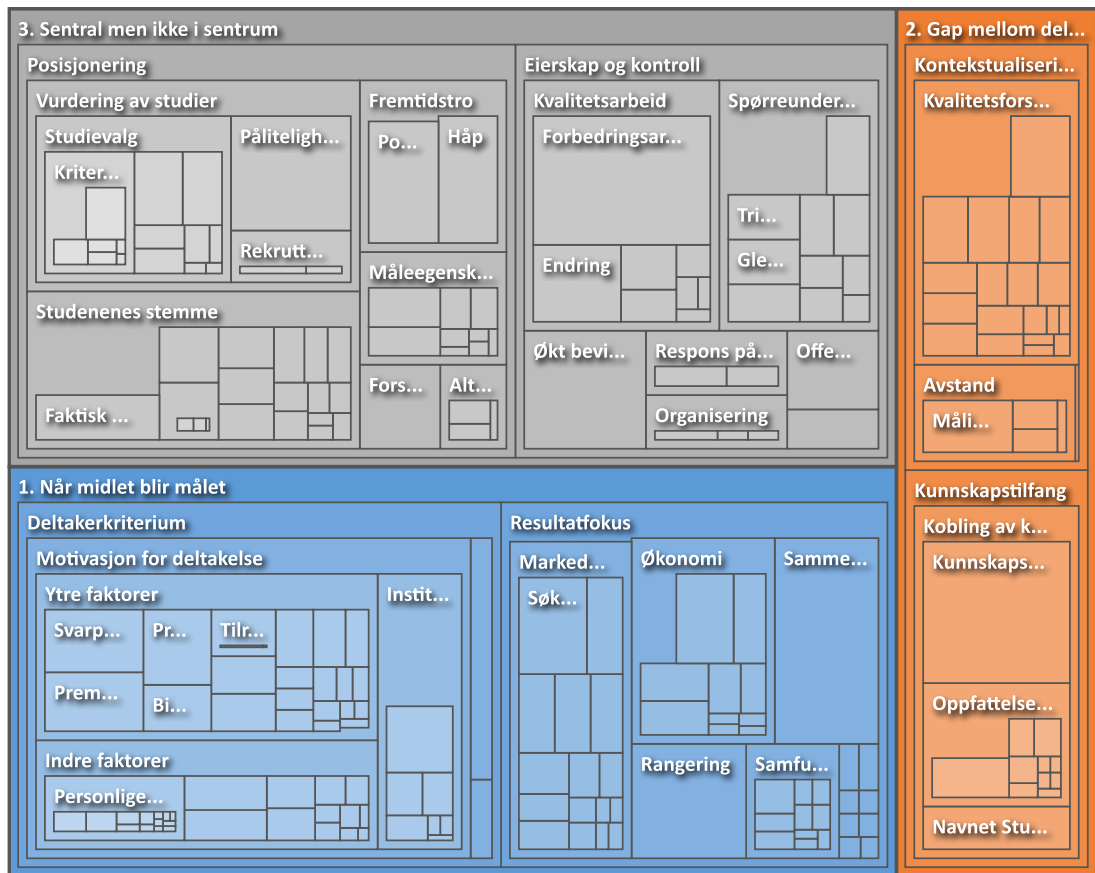 3. Sentral men ikke i sentrum
Posisjonering
Vurdering av studier
Studievalg
Kriter...
Påliteligh...
Rekrutt...
Studenenes stemme
Faktisk ...
Fremtidstro
Po...
Håp
Måleegensk...
Fors...
Alt...
Eierskap og kontroll
Kvalitetsarbeid
Forbedringsar...
Endring
Spørreunder...
Tri...
Gle...
Økt bevi...
Respons på...
Organisering
Offe...
2. Gap mellom del...
Kontekstualiseri...
Kvalitetsfors...
Avstand
Måli...
Kunnskapstilfang
Kobling av k...
Kunnskaps...
Oppfattelse...
Navnet Stu...
1. Når midlet blir målet
Deltakerkriterium
Motivasjon for deltakelse
Ytre faktorer
Svarp...
Pr...
Tilr...
Prem...
Bi...
Instit...
Indre faktorer
Personlige...
Resultatfokus
Marked...
Søk...
Økonomi
Samme...
Rangering
Samfu...